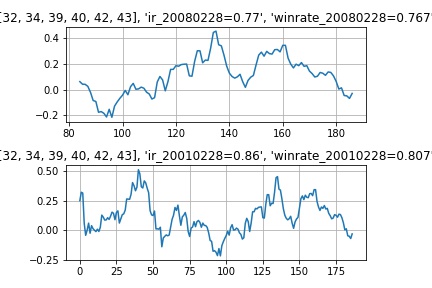 [32, 34, 39, 40, 42, 43], 'ir_20080228=0.77', 'winrate_20080228=0.767'
0.4
0.2
0.0
−0.2
80 100 120 140 160 180
[32, 34, 39, 40, 42, 43], 'ir_20010228=0.86', 'winrate_20010228=0.807'
0.50
0.25
0.00
−0.25
0 25 50 75 100 125 150 175